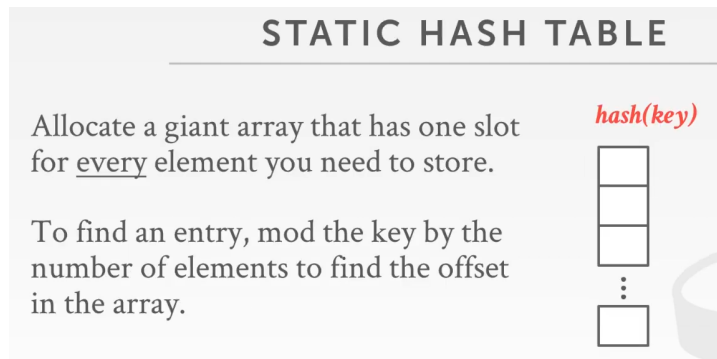 STATIC HASH TABLE
Allocate a giant array that has one slot
for every element you need to store.
To find an entry, mod the key by the
number of elements to find the offset
in the array.
hash(key)
⋮